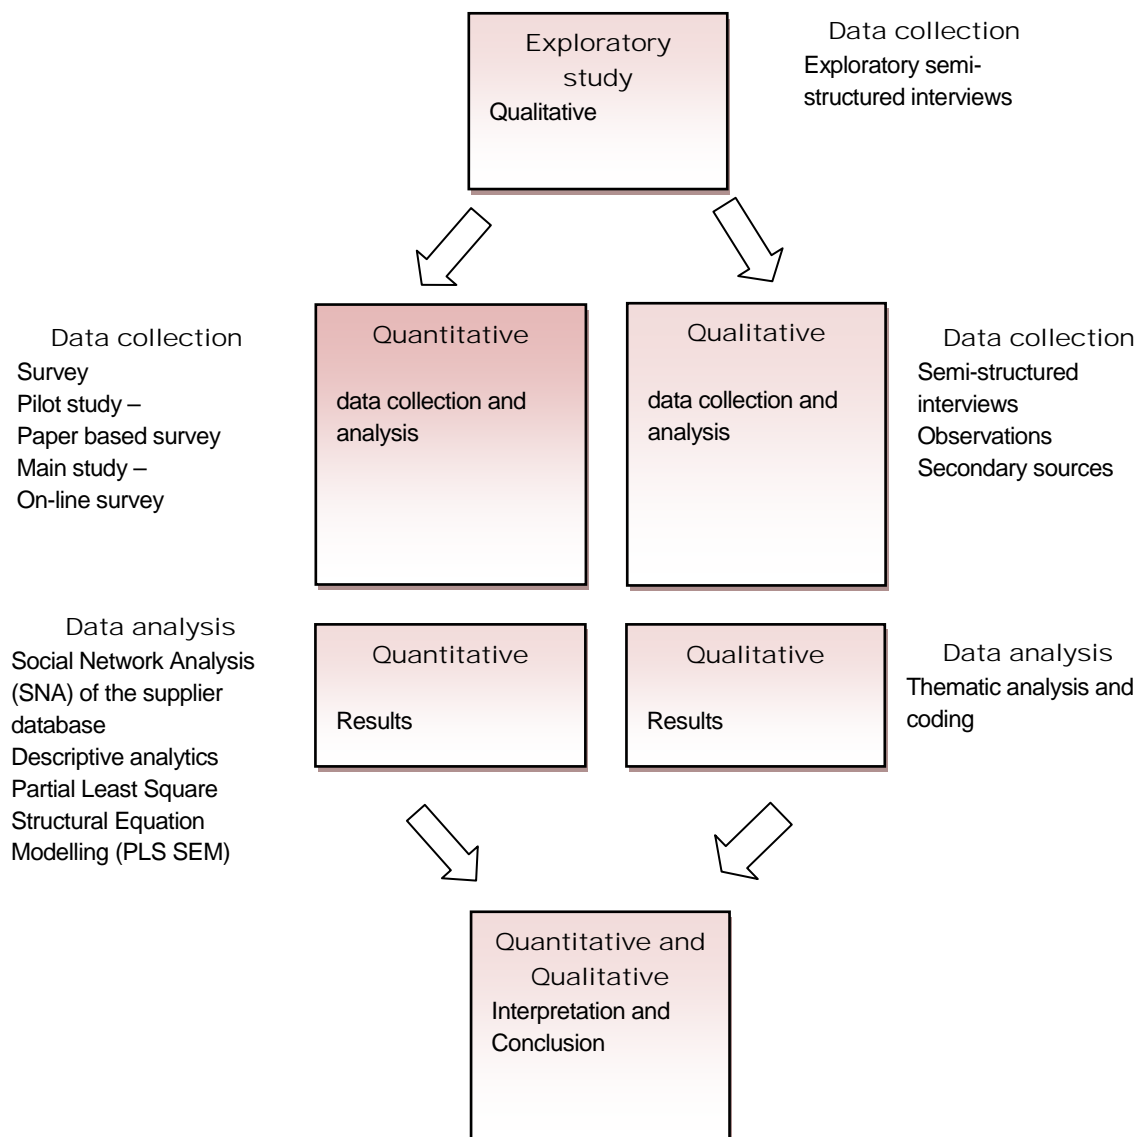 Exploratory
study
Qualitative
Data collection
Exploratory semi-
structured interviews
Data collection
Survey
Pilot study –
Paper based survey
Main study –
On-line survey
Quantitative
data collection and
analysis
Qualitative
data collection and
analysis
Data collection
Semi-structured
interviews
Observations
Secondary sources
Data analysis
Social Network Analysis
(SNA) of the supplier
database
Descriptive analytics
Partial Least Square
Structural Equation
Modelling (PLS SEM)
Quantitative
Results
Qualitative
Results
Data analysis
Thematic analysis and
coding
Quantitative and
Qualitative
Interpretation and
Conclusion